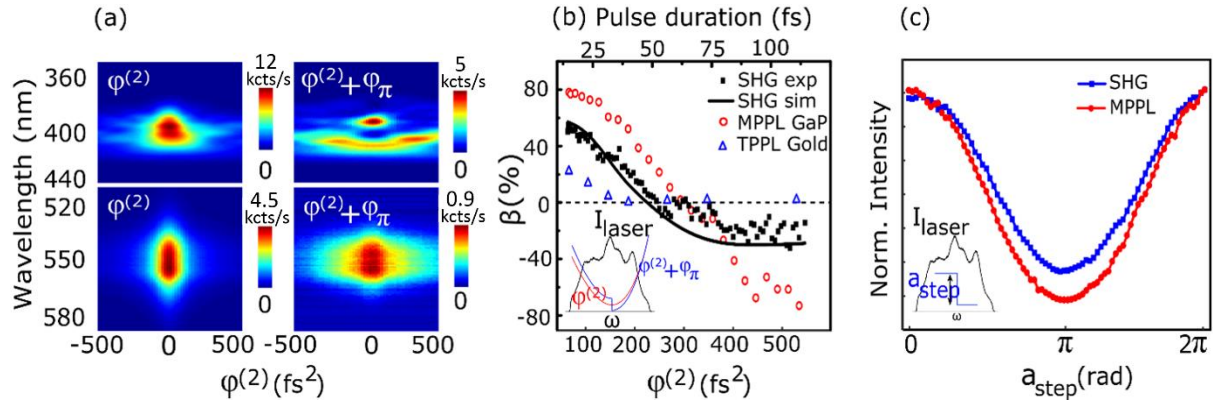 (a)
Wavelength (nm)
360
400
440
520
550
580
φ(2)
12
kcts/s
0
φ(2)+φπ
5
kcts/s
0
φ(2)
4.5
kcts/s
0
φ(2)+φπ
0.9
kcts/s
0
-500 0 500
-500 0 500
φ(2) (fs²)
(b) Pulse duration (fs)
25 50 75 100
β(%)
80
40
0
-40
-80
SHG exp
SHG sim
MPPL GaP
TPPL Gold
Ilaser
φ(2)+φπ
φ(2)
ω
100 200 300 400 500
φ(2) (fs²)
(c)
Norm. Intensity
SHG
MPPL
Ilaser
astep
ω
0 π 2π
astep(rad)